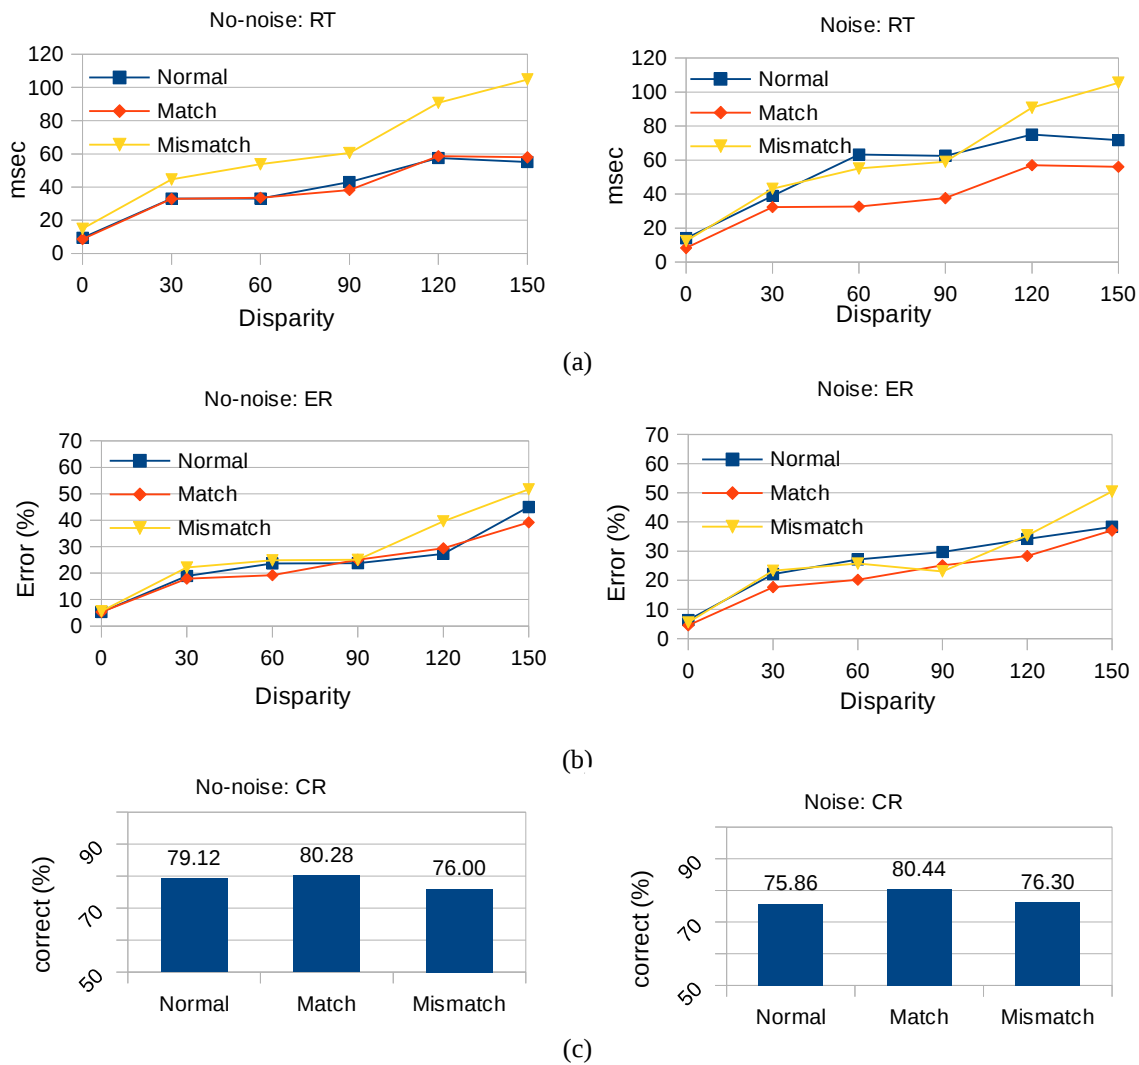 No-noise: RT
120
100
80
60
40
20
0
msec
Normal
Match
Mismatch
0 30 60 90 120 150
Disparity
Noise: RT
120
100
80
60
40
20
0
msec
Normal
Match
Mismatch
0 30 60 90 120 150
Disparity
(a)
No-noise: ER
70
60
50
40
30
20
10
0
Error (%)
Normal
Match
Mismatch
0 30 60 90 120 150
Disparity
Noise: ER
70
60
50
40
30
20
10
0
Error (%)
Normal
Match
Mismatch
0 30 60 90 120 150
Disparity
(b)
No-noise: CR
90
70
50
correct (%)
79.12 80.28 76.00
Normal Match Mismatch
Noise: CR
90
70
50
correct (%)
75.86 80.44 76.30
Normal Match Mismatch
(c)